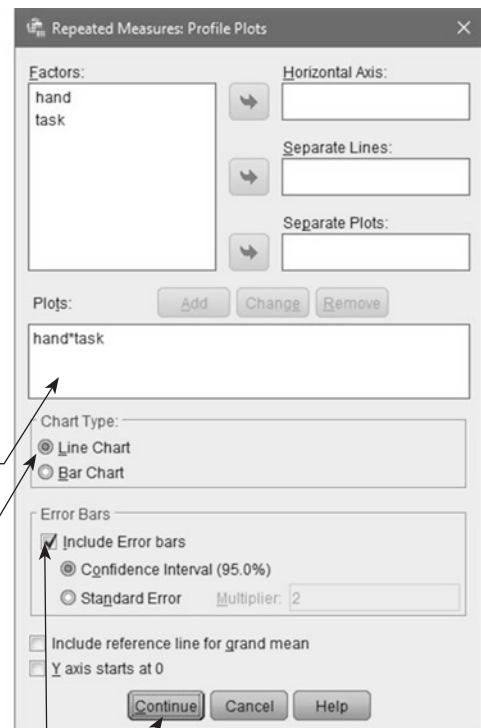 Repeated Measures: Profile Plots
Factors:
hand
task
Horizontal Axis:
Separate Lines:
Separate Plots:
Plots:
Add
Change
Remove
hand*task
Chart Type:
Line Chart
Bar Chart
Error Bars
Include Error bars
Confidence Interval (95.0%)
Standard Error Multiplier: 2
Include reference line for grand mean
Y axis starts at 0
Continue
Cancel
Help